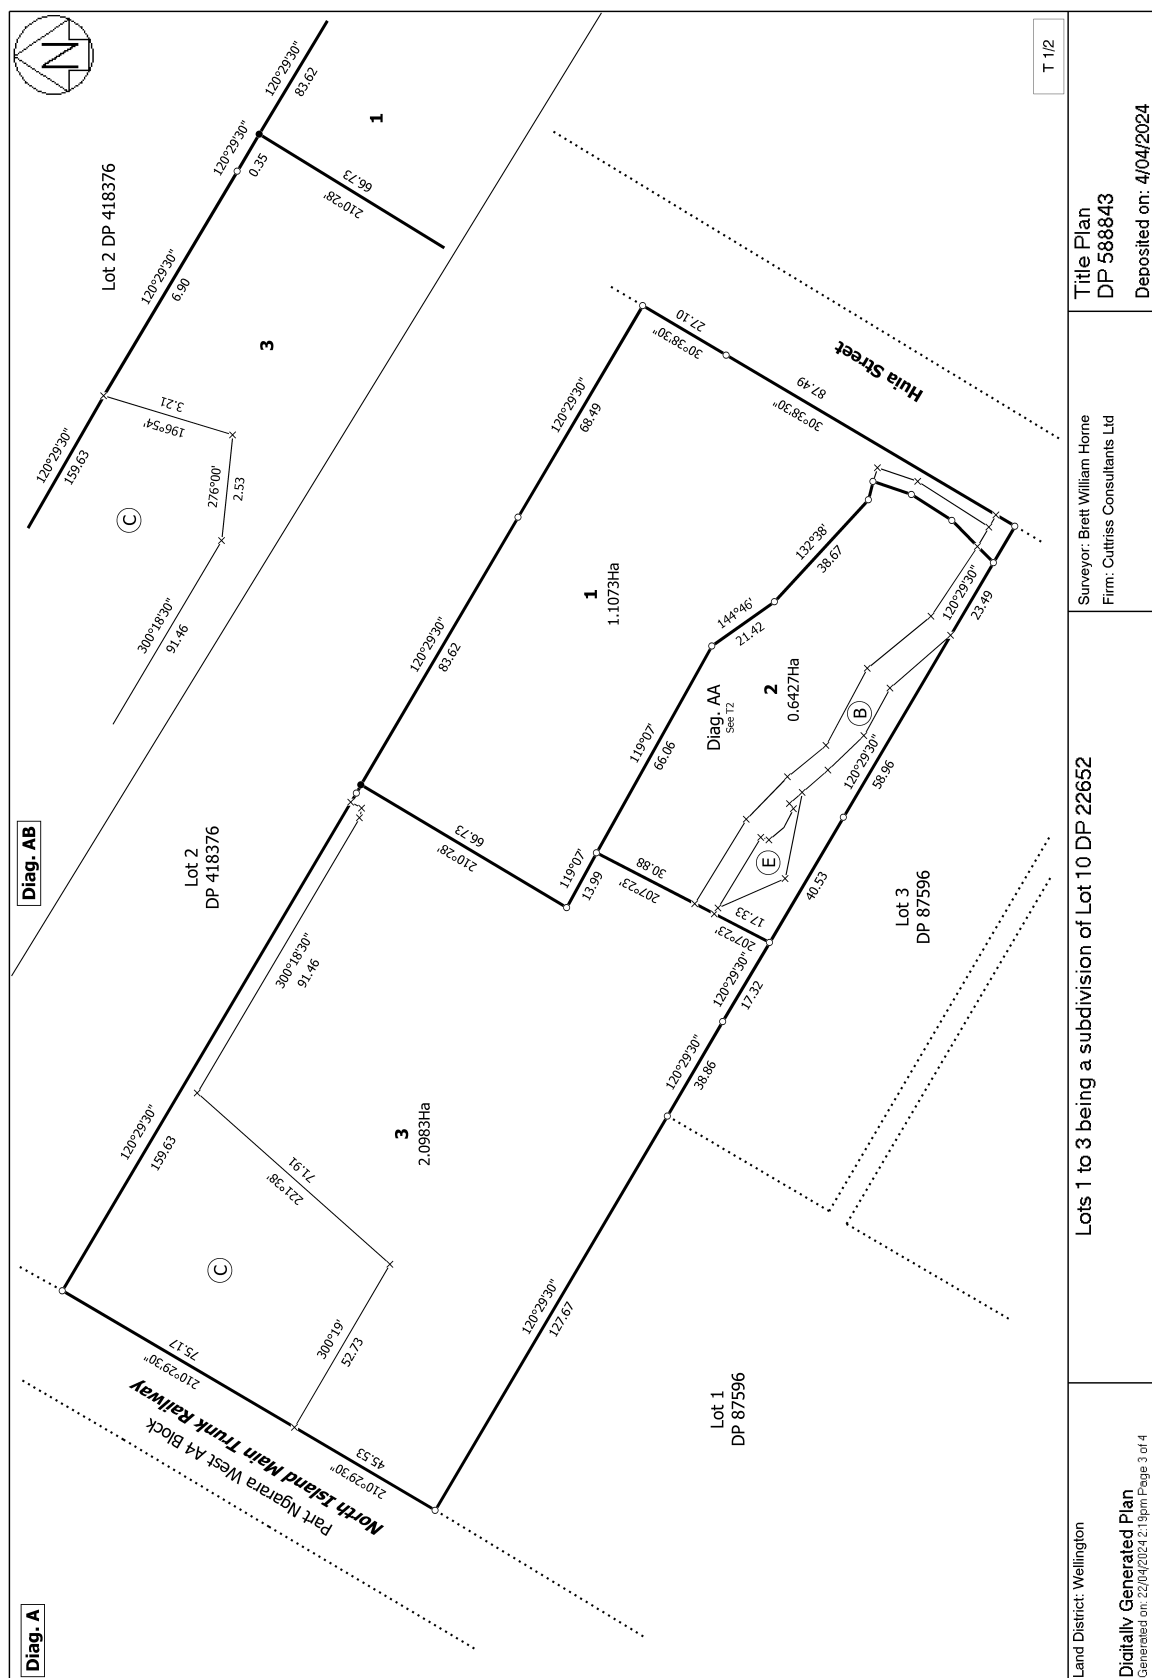 Diag. A
Diag. AB
N
T 1/2
Lot 2 DP 418376
120°29'30"
83.62
120°29'30"
0.35
120°29'30"
6.90
120°29'30"
159.63
1
210°28'
66.73
3
196°54'
3.21
276°00'
2.53
300°18'30"
91.46
C
Lot 2
DP 418376
120°29'30"
159.63
120°29'30"
83.62
120°29'30"
68.49
30°38'30"
27.10
30°38'30"
87.49
Huia Street
300°18'30"
91.46
210°28'
66.73
1
1.1073Ha
C
221°38'
71.91
3
2.0983Ha
119°07'
13.99
119°07'
66.06
144°46'
21.42
132°38'
38.67
Diag. AA
See T2
2
0.6427Ha
B
E
207°23'
30.88
207°23'
17.33
210°29'30"
75.17
300°19'
52.73
210°29'30"
45.53
North Island Main Trunk Railway
Part Ngarara West A4 Block
120°29'30"
127.67
120°29'30"
38.86
120°29'30"
17.32
40.53
120°29'30"
58.96
120°29'30"
23.49
Lot 1
DP 87596
Lot 3
DP 87596
Land District: Wellington
Digitally Generated Plan
Generated on: 22/04/2024 2:19pm Page 3 of 4
Lots 1 to 3 being a subdivision of Lot 10 DP 22652
Surveyor: Brett William Horne
Firm: Cuttriss Consultants Ltd
Title Plan
DP 588843
Deposited on: 4/04/2024